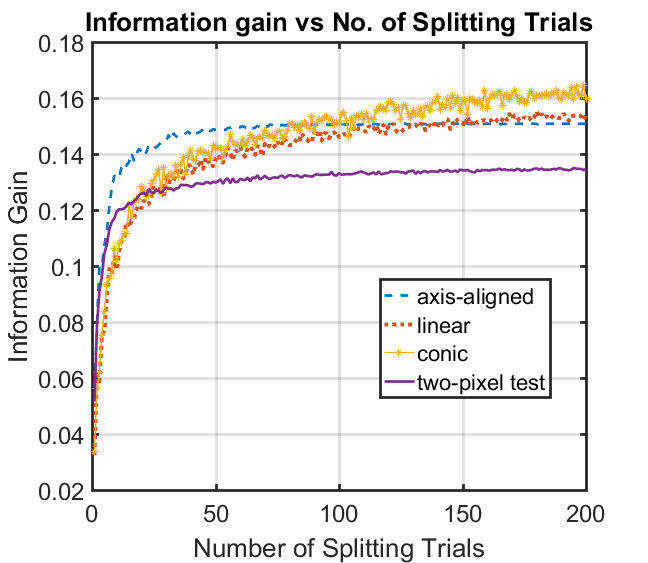 Information gain vs No. of Splitting Trials
0.18
0.16
0.14
0.12
0.1
0.08
0.06
0.04
0.02
Information Gain
axis-aligned
linear
conic
two-pixel test
0 50 100 150 200
Number of Splitting Trials